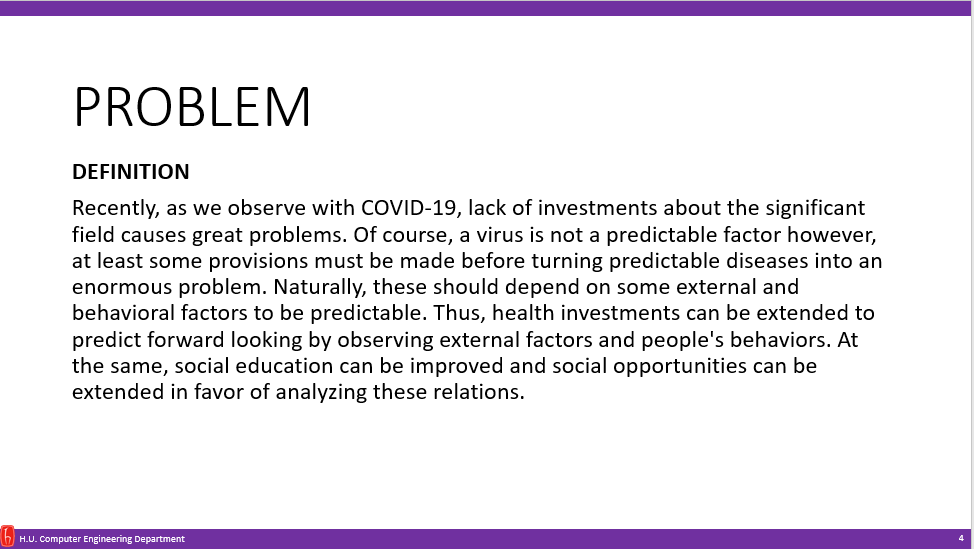 PROBLEM
DEFINITION
Recently, as we observe with COVID-19, lack of investments about the significant
field causes great problems. Of course, a virus is not a predictable factor however,
at least some provisions must be made before turning predictable diseases into an
enormous problem. Naturally, these should depend on some external and
behavioral factors to be predictable. Thus, health investments can be extended to
predict forward looking by observing external factors and people's behaviors. At
the same, social education can be improved and social opportunities can be
extended in favor of analyzing these relations.
H.U. Computer Engineering Department
4